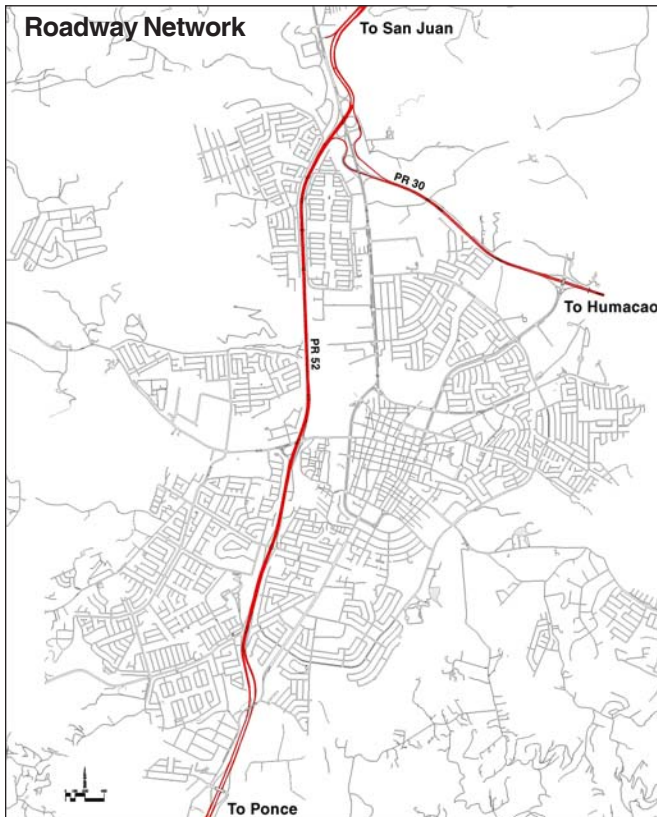 Roadway Network
To San Juan
PR 30
To Humacao
PR 52
To Ponce